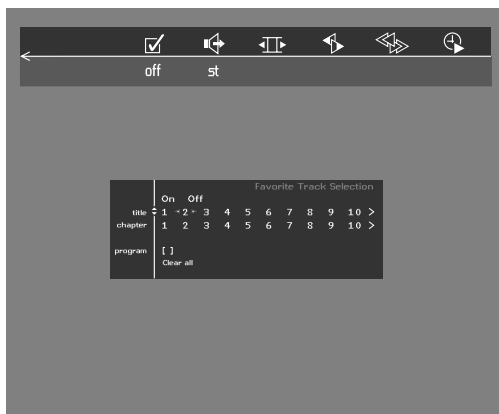 off st
Favorite Track Selection
On Off
title 1 2 3 4 5 6 7 8 9 10 >
chapter 1 2 3 4 5 6 7 8 9 10 >
program [ ]
Clear all